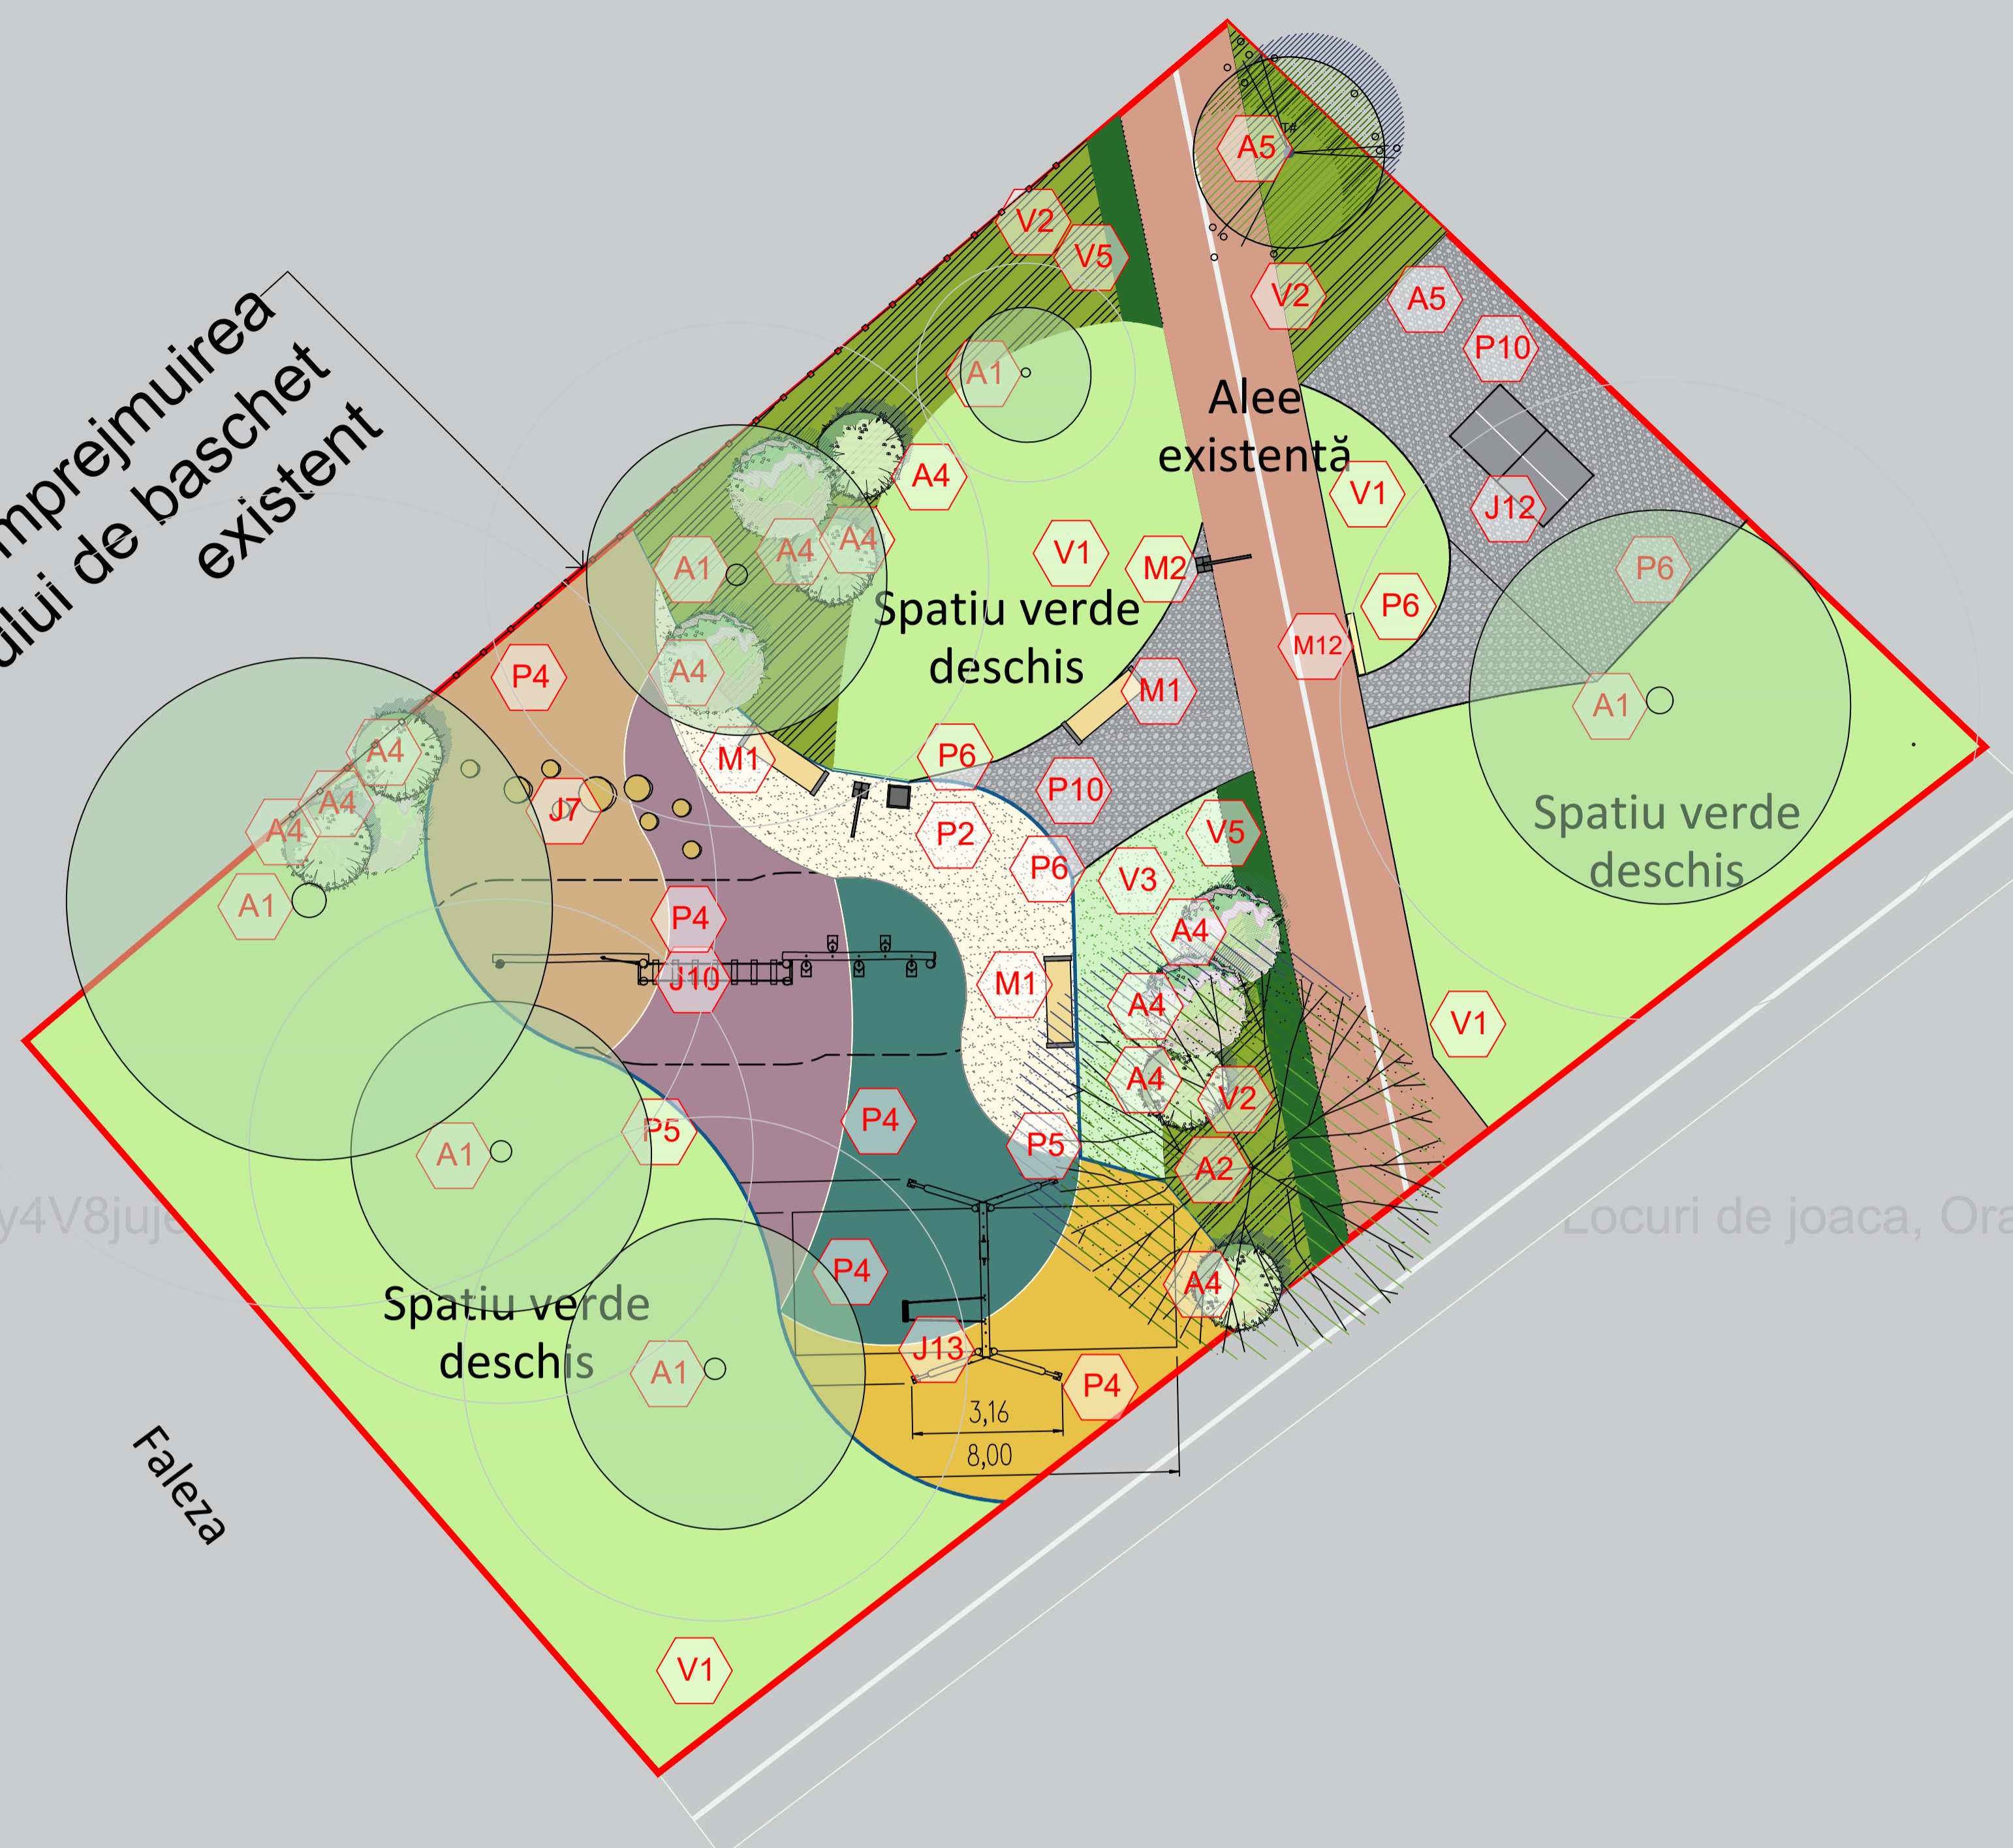 A5
V2
V5
V2
A5
P10
A1
Alee
existentă
A4
V1
J12
A1
A4
A4
V1
M2
P6
P6
Spatiu verde
deschis
M12
împrejmuirea
de baschet
existent
P4
A4
M1
A1
A4
A4
A4
J7
M1
P6
P10
P2
P6
V5
V3
Spatiu verde
deschis
A1
P4
A4
J10
M1
A4
V1
A4
V2
P5
P4
P5
A2
A1
Locuri de joaca,
P4
A4
Spatiu verde
deschis
J13
A1
P4
3,16
8,00
Faleza
V1